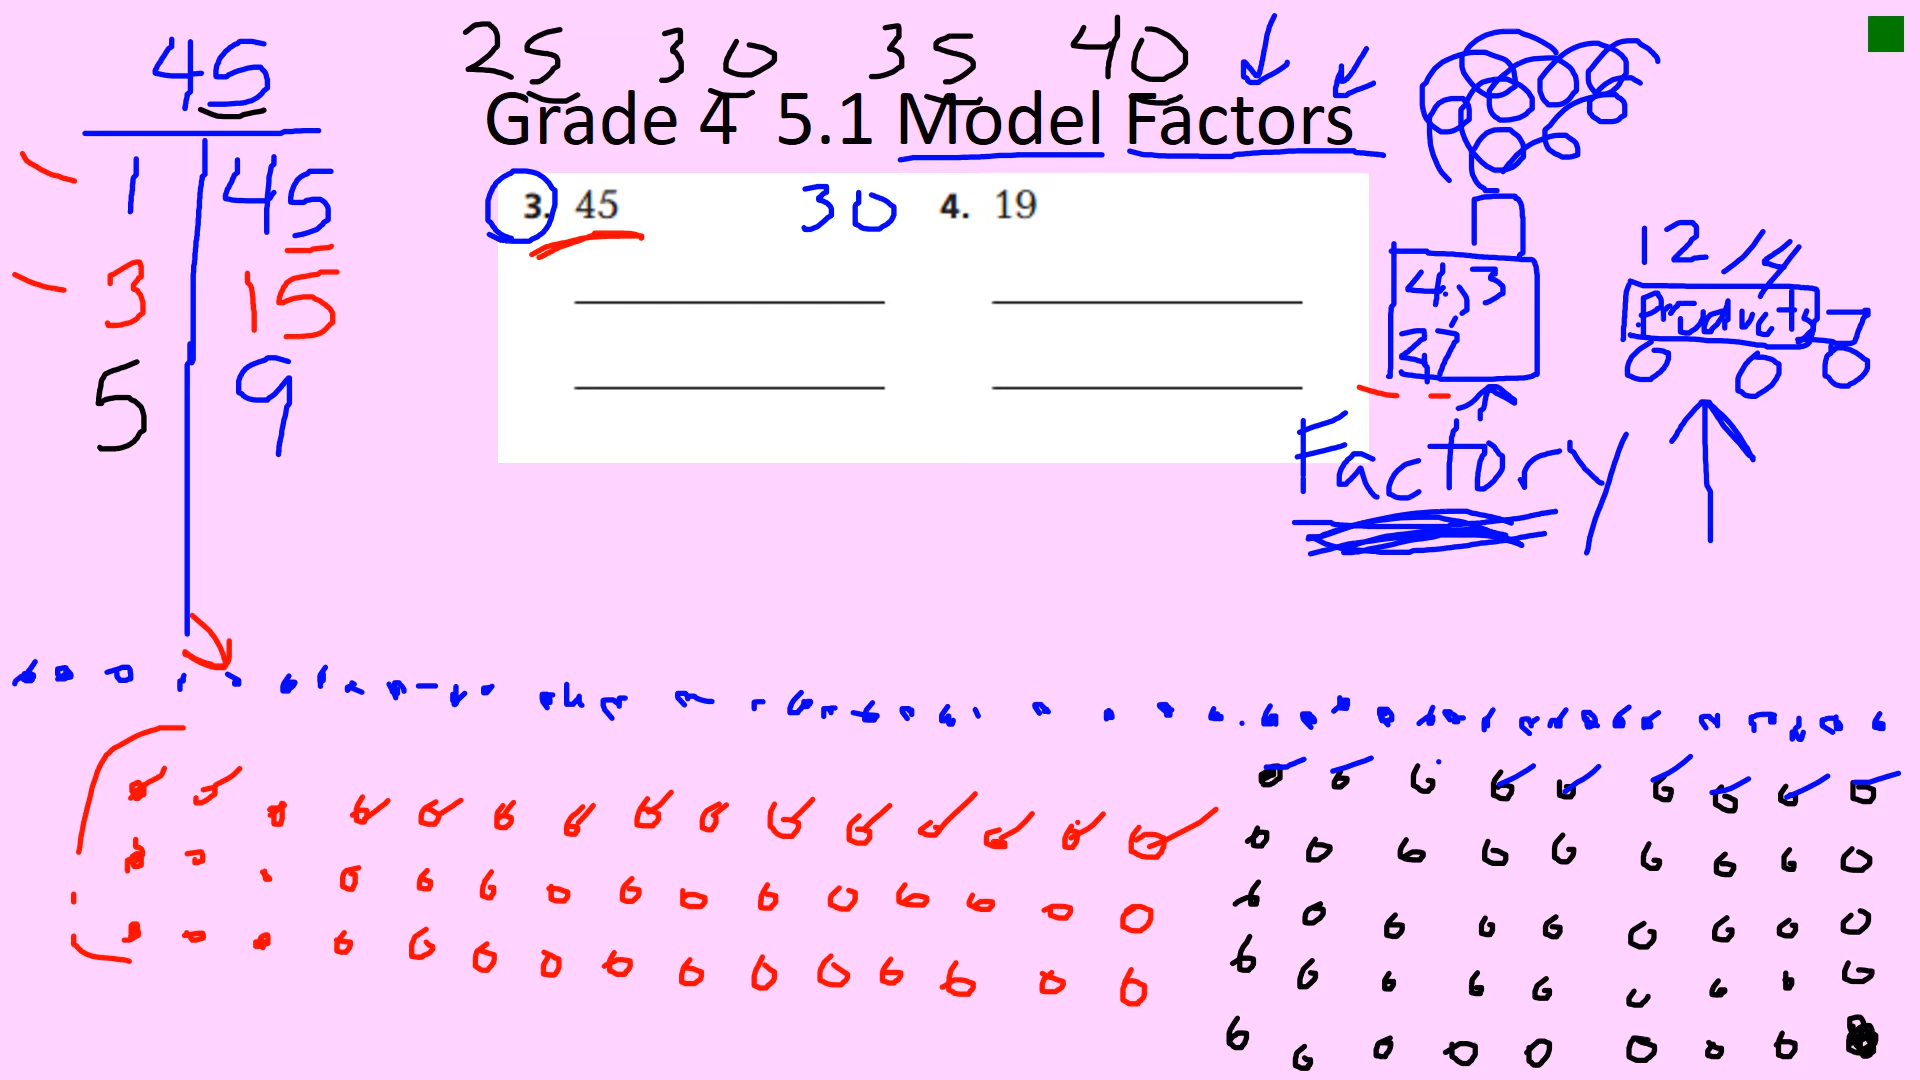 25 30 35 40
Grade 4 5.1 Model Factors
45
1 45
3 15
5 9
3. 45 30 4. 19
4, 3
12 / 4
Products
Factory